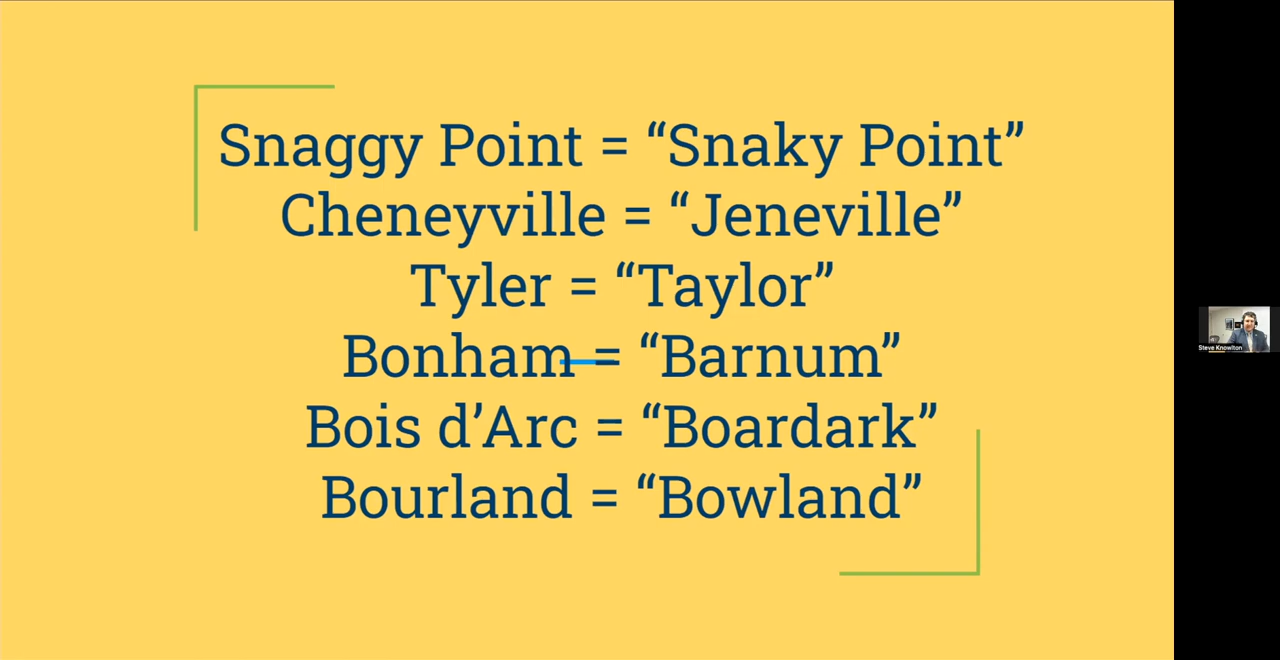 Snaggy Point = “Snaky Point”
Cheneyville = “Jeneville”
Tyler = “Taylor”
Bonham = “Barnum”
Bois d’Arc = “Boardark”
Bourland = “Bowland”
Steve Knowlton